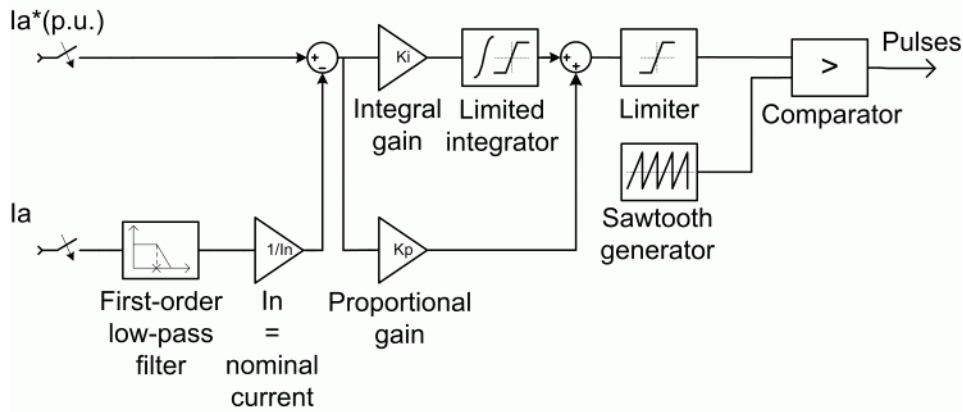 Ia*(p.u.)
+
-
Ki
Integral
gain
Limited
integrator
+
+
Limiter
>
Comparator
Pulses
Sawtooth
generator
Ia
First-order
low-pass
filter
1/In
In
=
nominal
current
Kp
Proportional
gain